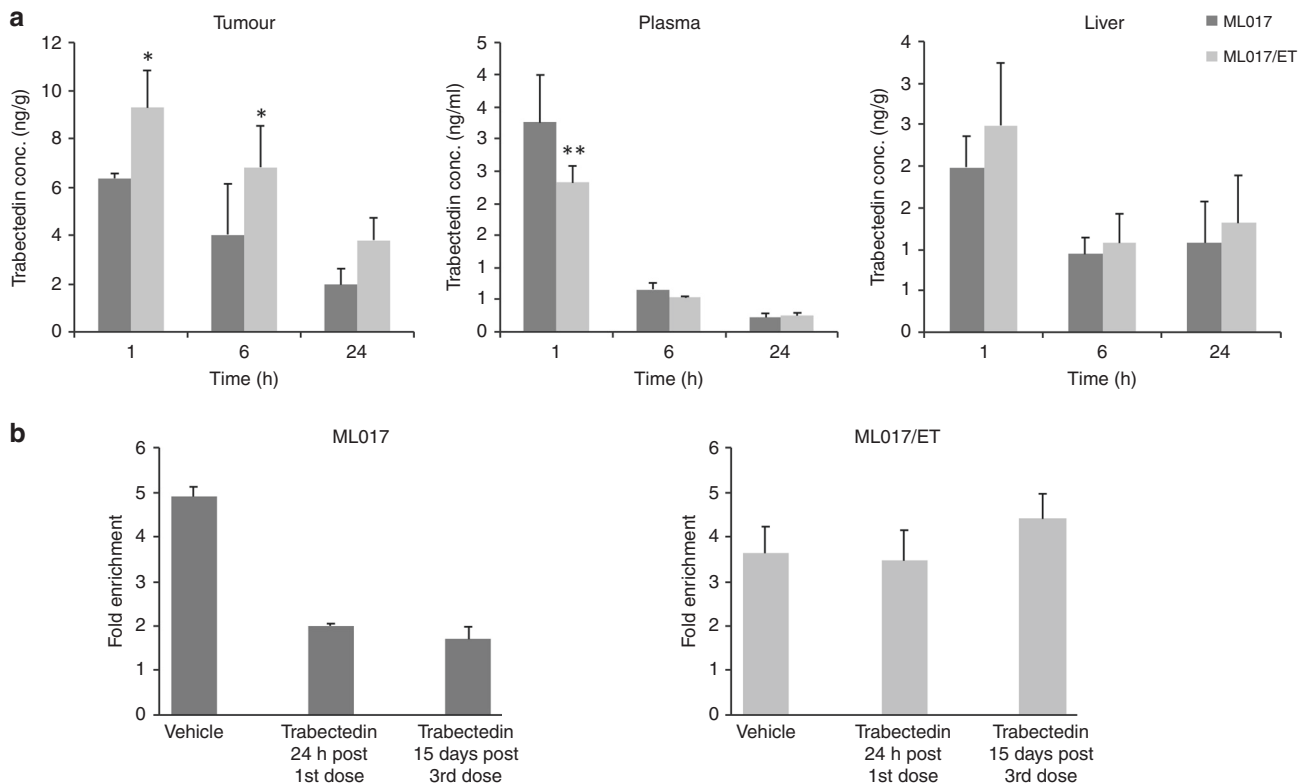 a
Tumour
Plasma
Liver
ML017
ML017/ET
Trabectedin conc. (ng/g)
12
10
8
6
4
2
0
*
*
1 6 24
Time (h)
Trabectedin conc. (ng/ml)
5
4
4
3
3
2
2
1
1
0
**
1 6 24
Time (h)
Trabectedin conc. (ng/g)
4
3
3
2
2
1
1
0
1 6 24
Time (h)
b
ML017
Fold enrichment
6
5
4
3
2
1
0
Vehicle
Trabectedin
24 h post
1st dose
Trabectedin
15 days post
3rd dose
ML017/ET
Fold enrichment
6
5
4
3
2
1
0
Vehicle
Trabectedin
24 h post
1st dose
Trabectedin
15 days post
3rd dose